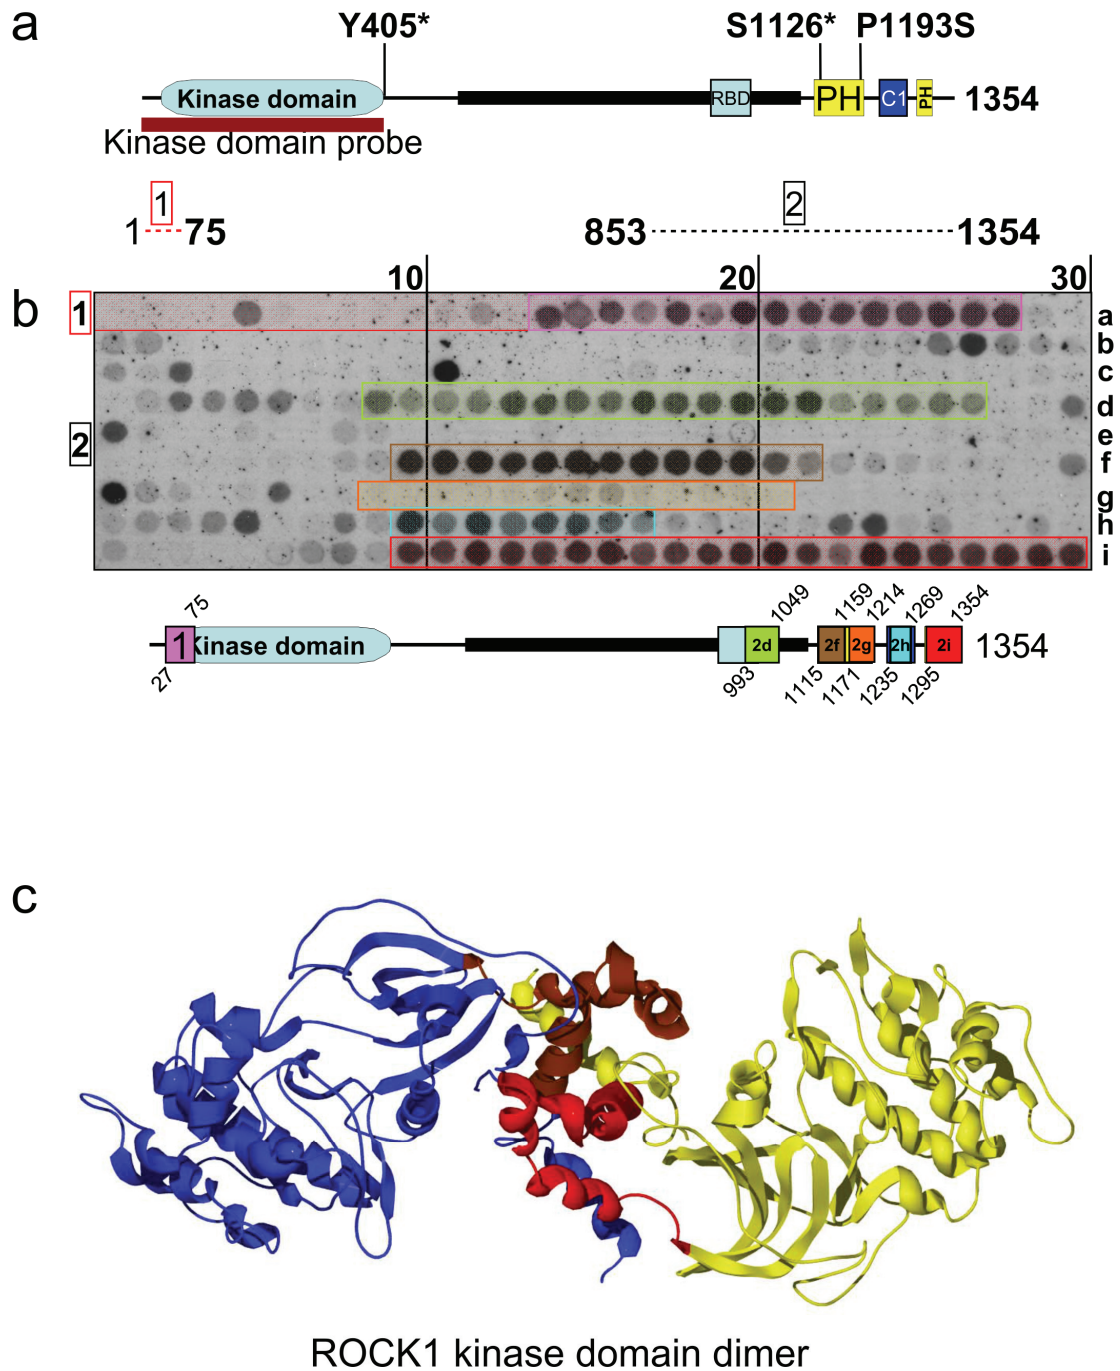 a
Y405* S1126* P1193S
Kinase domain RBD PH C1 PH 1354
Kinase domain probe
1 2
1 75 853 1354
10 20 30
b 1 a
b
c
d
2 e
f
g
h
i
75 1049 1159 1214 1269 1354
1 Kinase domain 2d 2f 2g 2h 2i 1354
27 993 1115 1171 1235 1295
c
ROCK1 kinase domain dimer